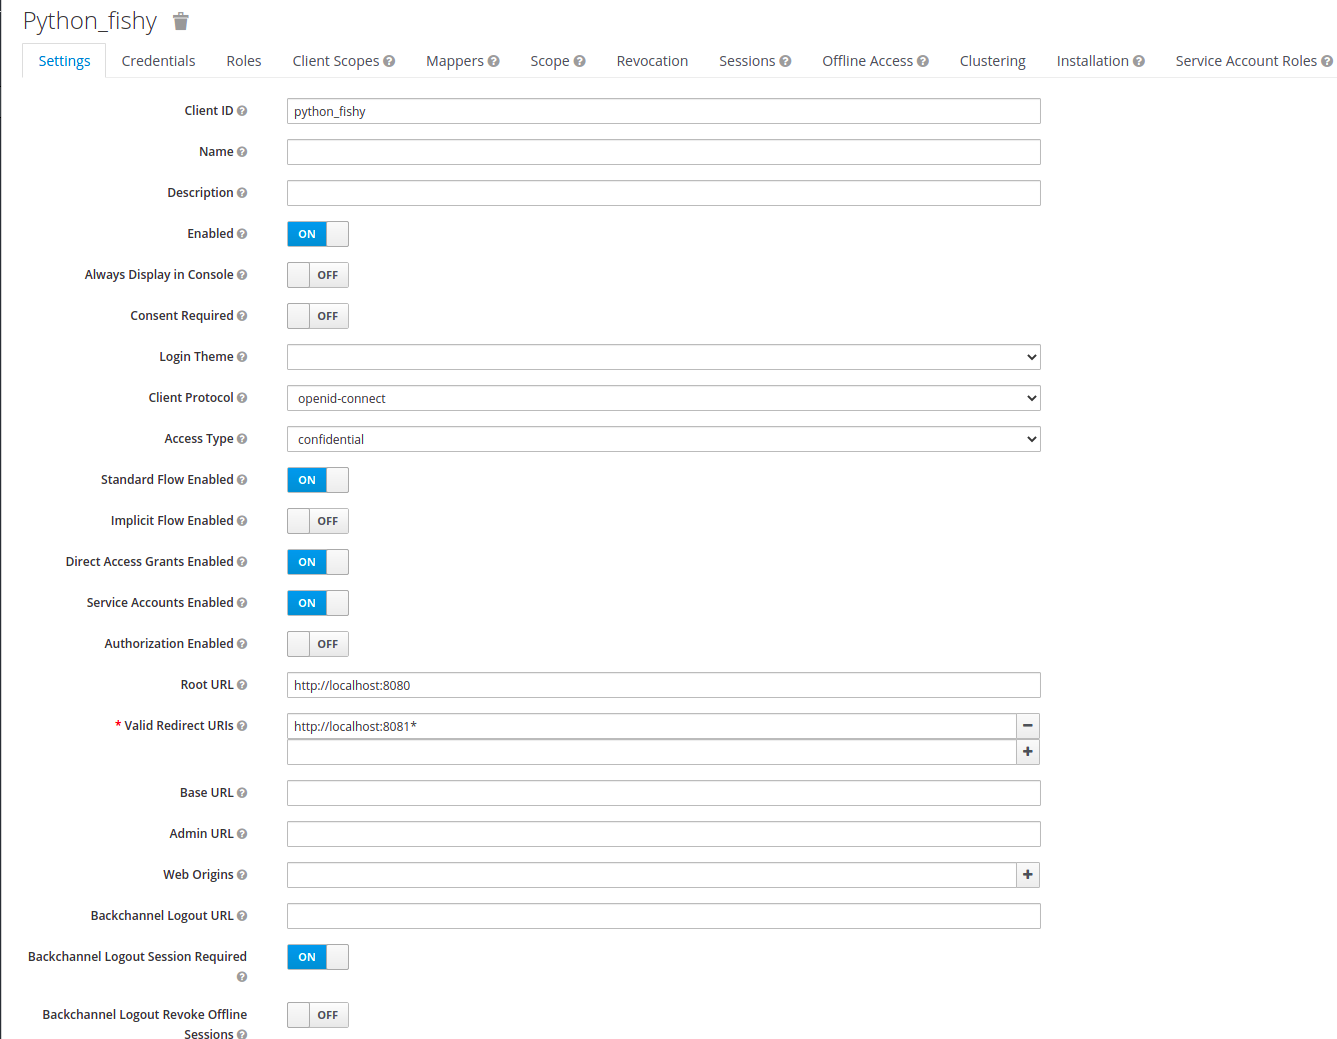 Python_fishy
Settings Credentials Roles Client Scopes Mappers Scope Revocation Sessions Offline Access Clustering Installation Service Account Roles
Client ID python_fishy
Name
Description
Enabled ON
Always Display in Console OFF
Consent Required OFF
Login Theme
Client Protocol openid-connect
Access Type confidential
Standard Flow Enabled ON
Implicit Flow Enabled OFF
Direct Access Grants Enabled ON
Service Accounts Enabled ON
Authorization Enabled OFF
Root URL http://localhost:8080
* Valid Redirect URIs http://localhost:8081*
Base URL
Admin URL
Web Origins
Backchannel Logout URL
Backchannel Logout Session Required ON
Backchannel Logout Revoke Offline OFF
Sessions